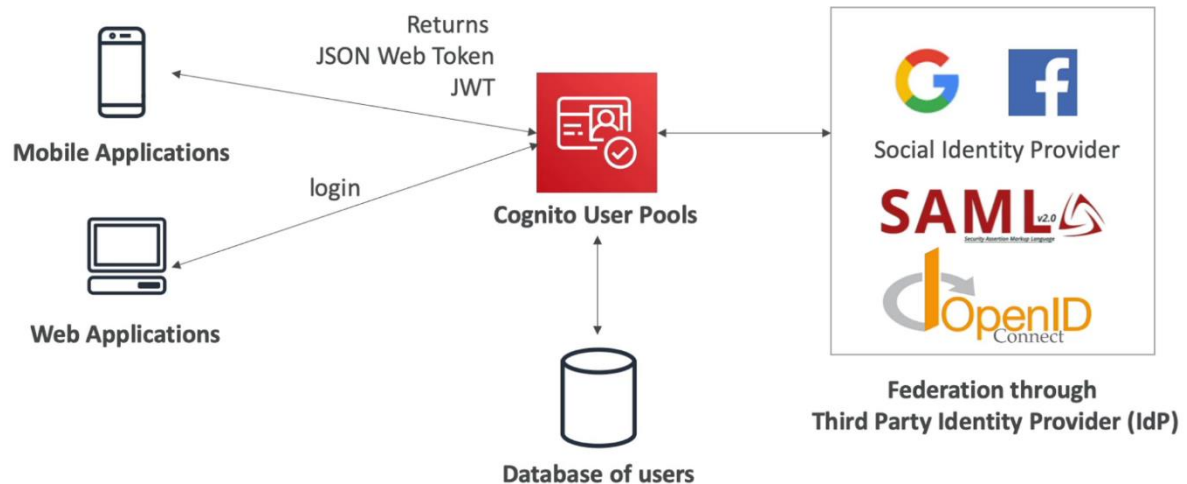 Returns
JSON Web Token
JWT
Mobile Applications
login
Cognito User Pools
Web Applications
Database of users
Social Identity Provider
SAML v2.0
Security Assertion Markup Language
OpenID
Connect
Federation through
Third Party Identity Provider (IdP)